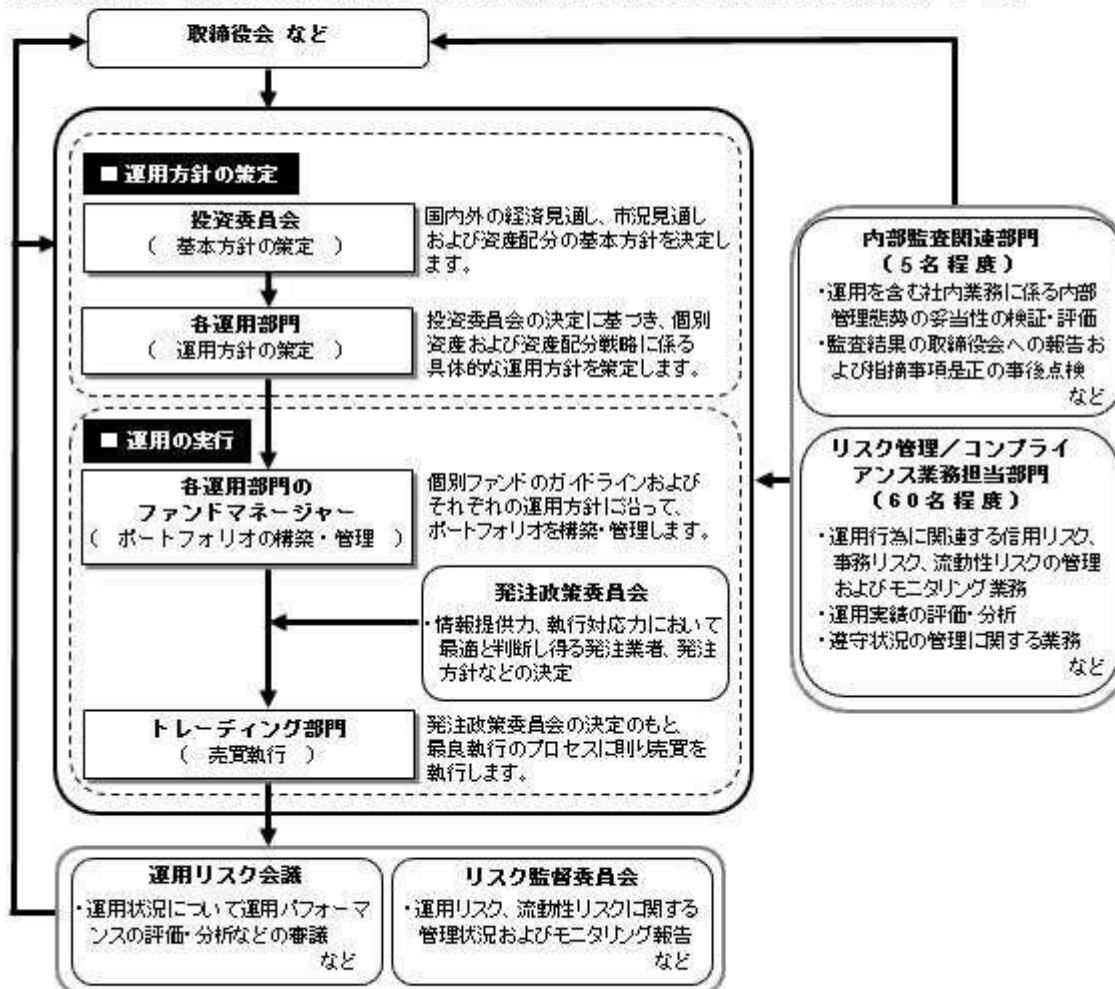 取締役会 など
■ 運用方針の策定
投資委員会
( 基本方針の策定 )
国内外の経済見通し、市況見通し
および資産配分の基本方針を決定し
ます。
各運用部門
( 運用方針の策定 )
投資委員会の決定に基づき、個別
資産および資産配分戦略に係る
具体的な運用方針を策定します。
■ 運用の実行
各運用部門の
ファンドマネージャー
( ポートフォリオの構築・管理 )
個別ファンドのガイドラインおよび
それぞれの運用方針に沿って、
ポートフォリオを構築・管理します。
発注政策委員会
・情報提供力、執行対応力において
最適と判断し得る発注業者、発注
方針などの決定
トレーディング部門
( 売買執行 )
発注政策委員会の決定のもと、
最良執行のプロセスに則り売買を
執行します。
内部監査関連部門
(5名程度)
・運用を含む社内業務に係る内部
管理態勢の妥当性の検証・評価
・監査結果の取締役会への報告お
よび指摘事項是正の事後点検
など
リスク管理/コンプライ
アンス業務担当部門
(60名程度)
・運用行為に関連する信用リスク、
事務リスク、流動性リスクの管理
およびモニタリング業務
・運用実績の評価・分析
・遵守状況の管理に関する業務
など
運用リスク会議
・運用状況について運用パフォーマ
ンスの評価・分析などの審議
など
リスク監督委員会
・運用リスク、流動性リスクに関する
管理状況およびモニタリング報告
など